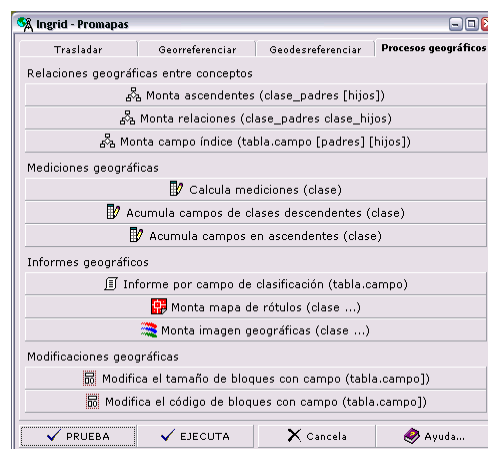 Ingrid - Promapas
Trasladar Georreferenciar Geodesreferenciar Procesos geográficos
Relaciones geográficas entre conceptos
Monta ascendentes (clase_padres [hijos])
Monta relaciones (clase_padres clase_hijos)
Monta campo índice (tabla.campo [padres] [hijos])
Mediciones geográficas
Calcula mediciones (clase)
Acumula campos de clases descendentes (clase)
Acumula campos en ascendentes (clase)
Informes geográficos
Informe por campo de clasificación (tabla.campo)
Monta mapa de rótulos (clase ...)
Monta imagen geográficas (clase ...)
Modificaciones geográficas
Modifica el tamaño de bloques con campo (tabla.campo])
Modifica el código de bloques con campo (tabla.campo])
PRUEBA EJECUTA Cancela Ayuda...